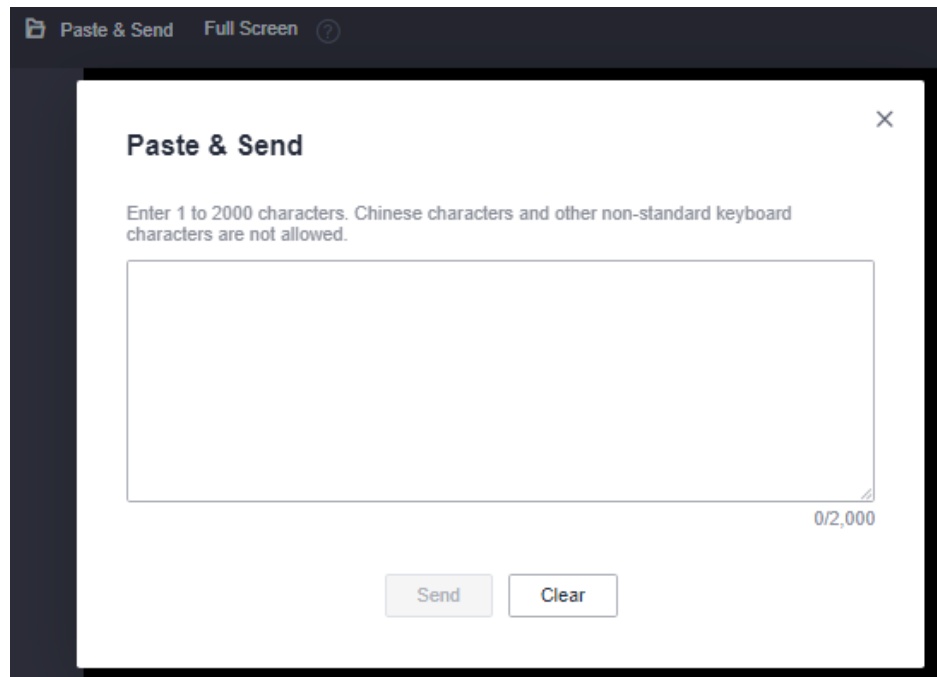 Paste & Send Full Screen ?
Paste & Send
Enter 1 to 2000 characters. Chinese characters and other non-standard keyboard
characters are not allowed.
0/2,000
Send Clear